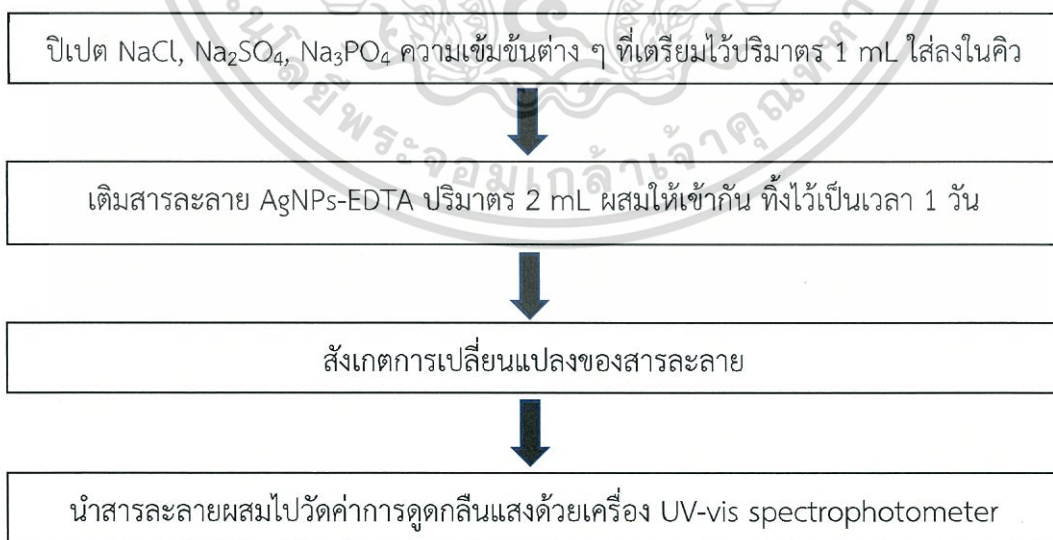 ปิเปต NaCl, Na₂SO₄, Na₃PO₄ ความเข้มข้นต่าง ๆ ที่เตรียมไว้ปริมาตร 1 mL ใส่ลงในคิว
เติมสารละลาย AgNPs-EDTA ปริมาตร 2 mL ผสมให้เข้ากัน ทิ้งไว้เป็นเวลา 1 วัน
สังเกตการเปลี่ยนแปลงของสารละลาย
นำสารละลายผสมไปวัดค่าการดูดกลืนแสงด้วยเครื่อง UV-vis spectrophotometer